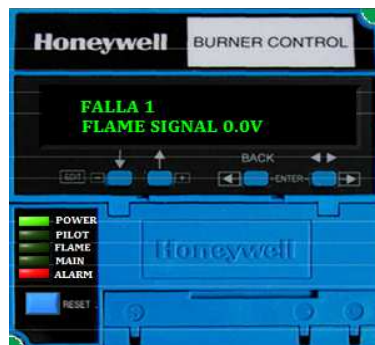 Honeywell BURNER CONTROL
FALLA 1
FLAME SIGNAL 0.0V
BACK
EDIT - + -ENTER-
POWER
PILOT
FLAME
MAIN
ALARM
Honeywell
RESET